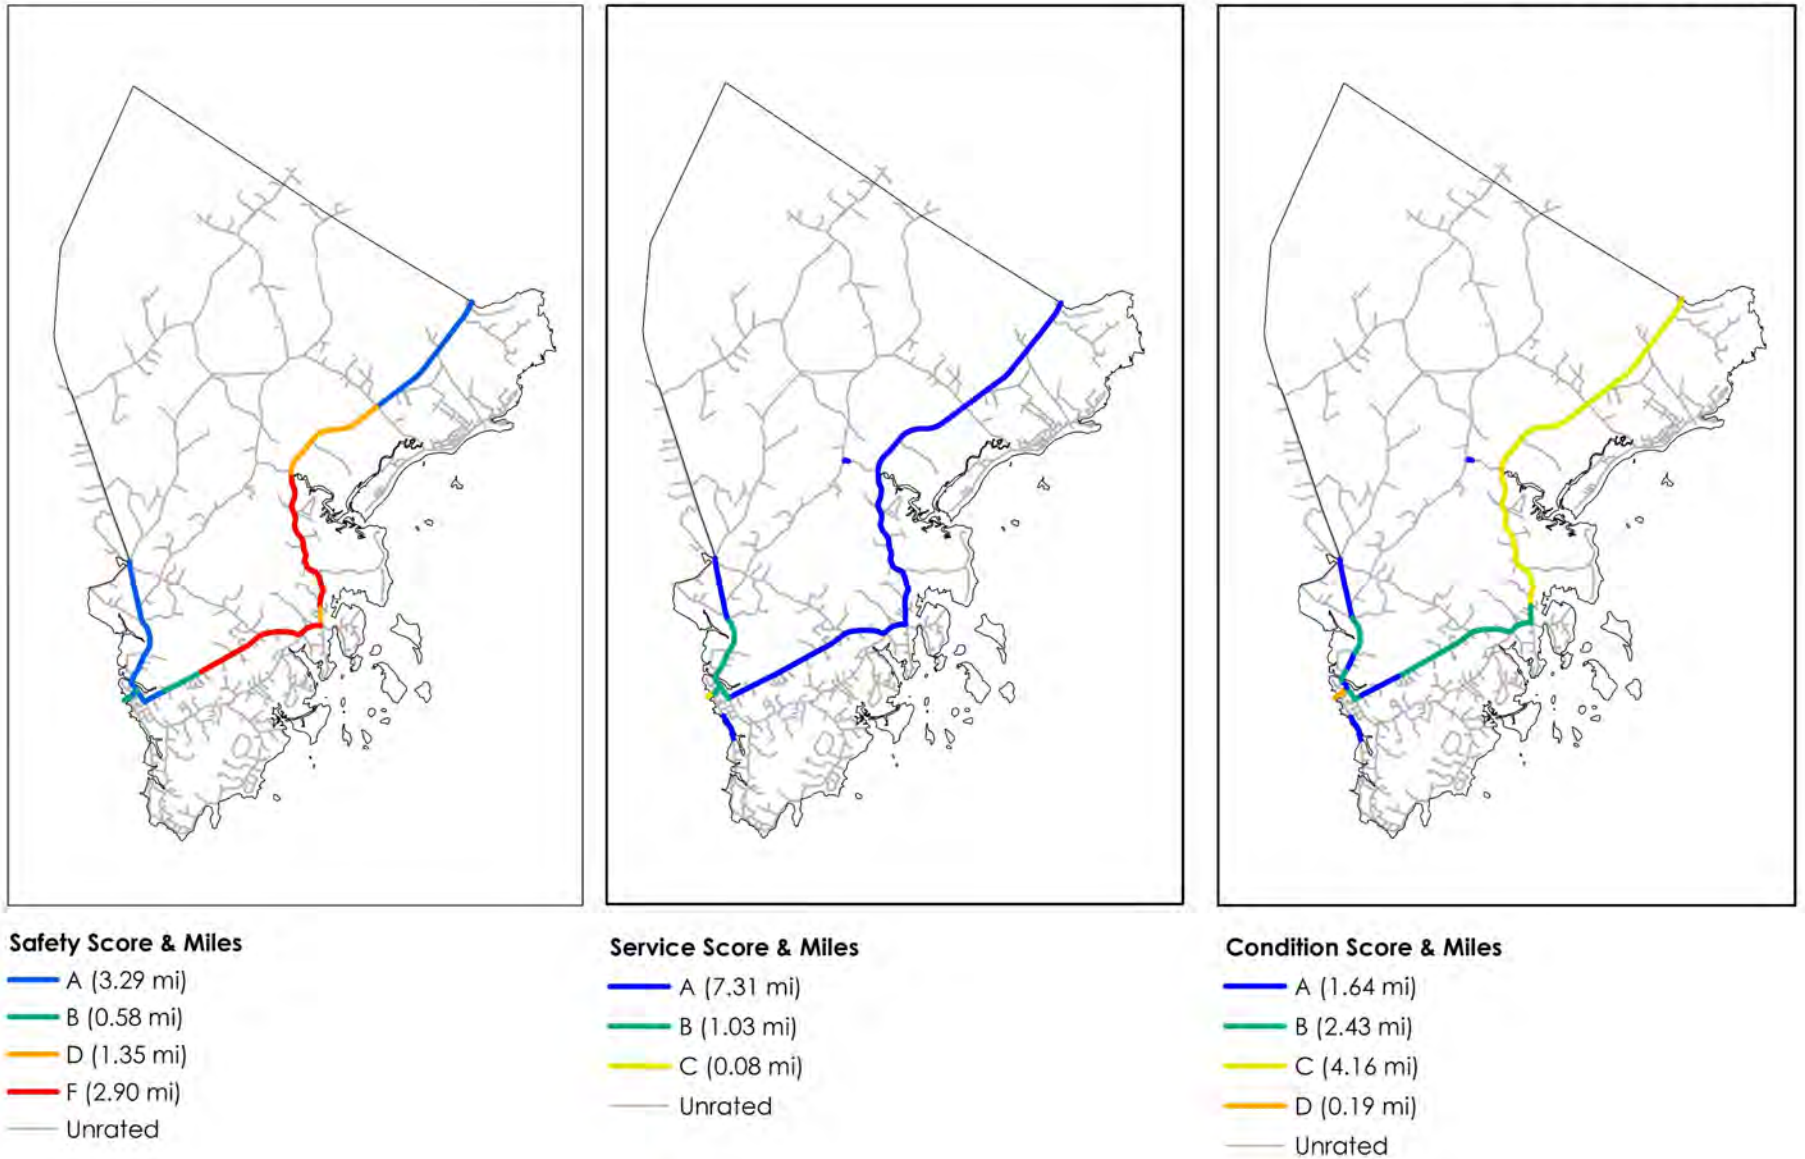 Safety Score & Miles
A (3.29 mi)
B (0.58 mi)
D (1.35 mi)
F (2.90 mi)
Unrated
Service Score & Miles
A (7.31 mi)
B (1.03 mi)
C (0.08 mi)
Unrated
Condition Score & Miles
A (1.64 mi)
B (2.43 mi)
C (4.16 mi)
D (0.19 mi)
Unrated